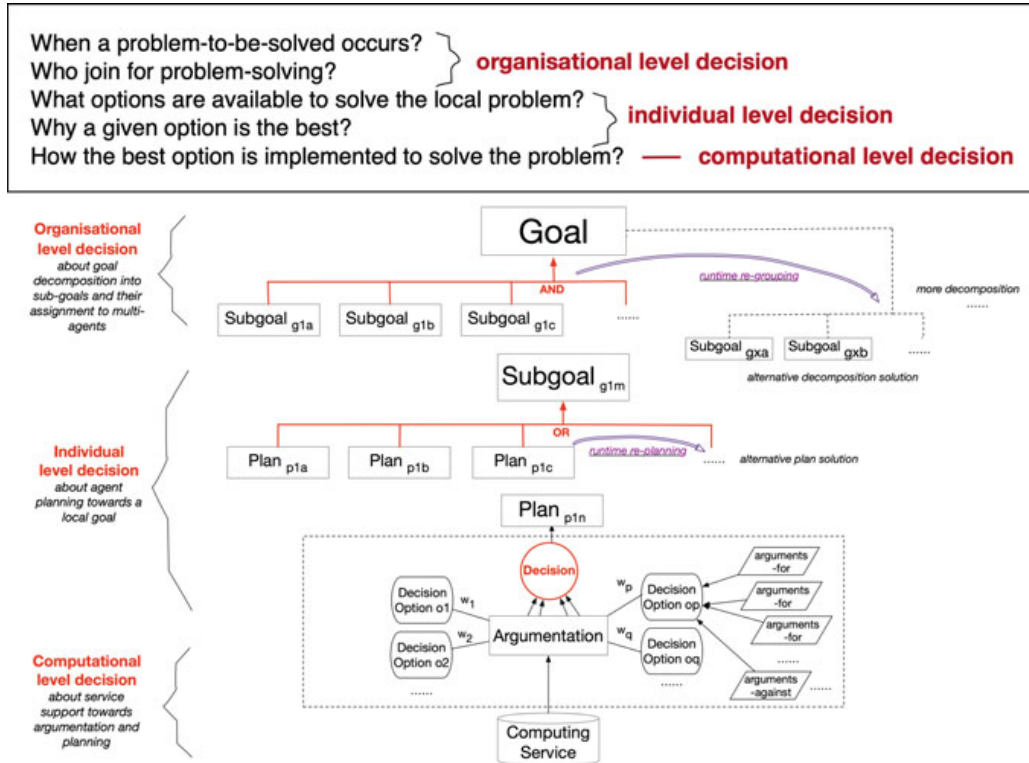 When a problem-to-be-solved occurs?
Who join for problem-solving?
organisational level decision
What options are available to solve the local problem?
Why a given option is the best?
individual level decision
How the best option is implemented to solve the problem?
computational level decision
Organisational
level decision
about goal
decomposition into
sub-goals and their
assignment to multi-
agents
Goal
runtime re-grouping
AND
more decomposition
......
Subgoal g1a
Subgoal g1b
Subgoal g1c
......
Subgoal gxa
Subgoal gxb
......
alternative decomposition solution
Individual
level decision
about agent
planning towards a
local goal
Subgoal g1m
OR
Plan p1a
Plan p1b
Plan p1c
runtime re-planning
......
alternative plan solution
Plan p1n
Decision
Decision
Option o1
w1
Decision
Option o2
w2
......
Argumentation
wp
Decision
Option op
wq
Decision
Option oq
......
arguments
-for
arguments
-for
arguments
-for
......
arguments
-against
......
Computational
level decision
about service
support towards
argumentation and
planning
Computing
Service